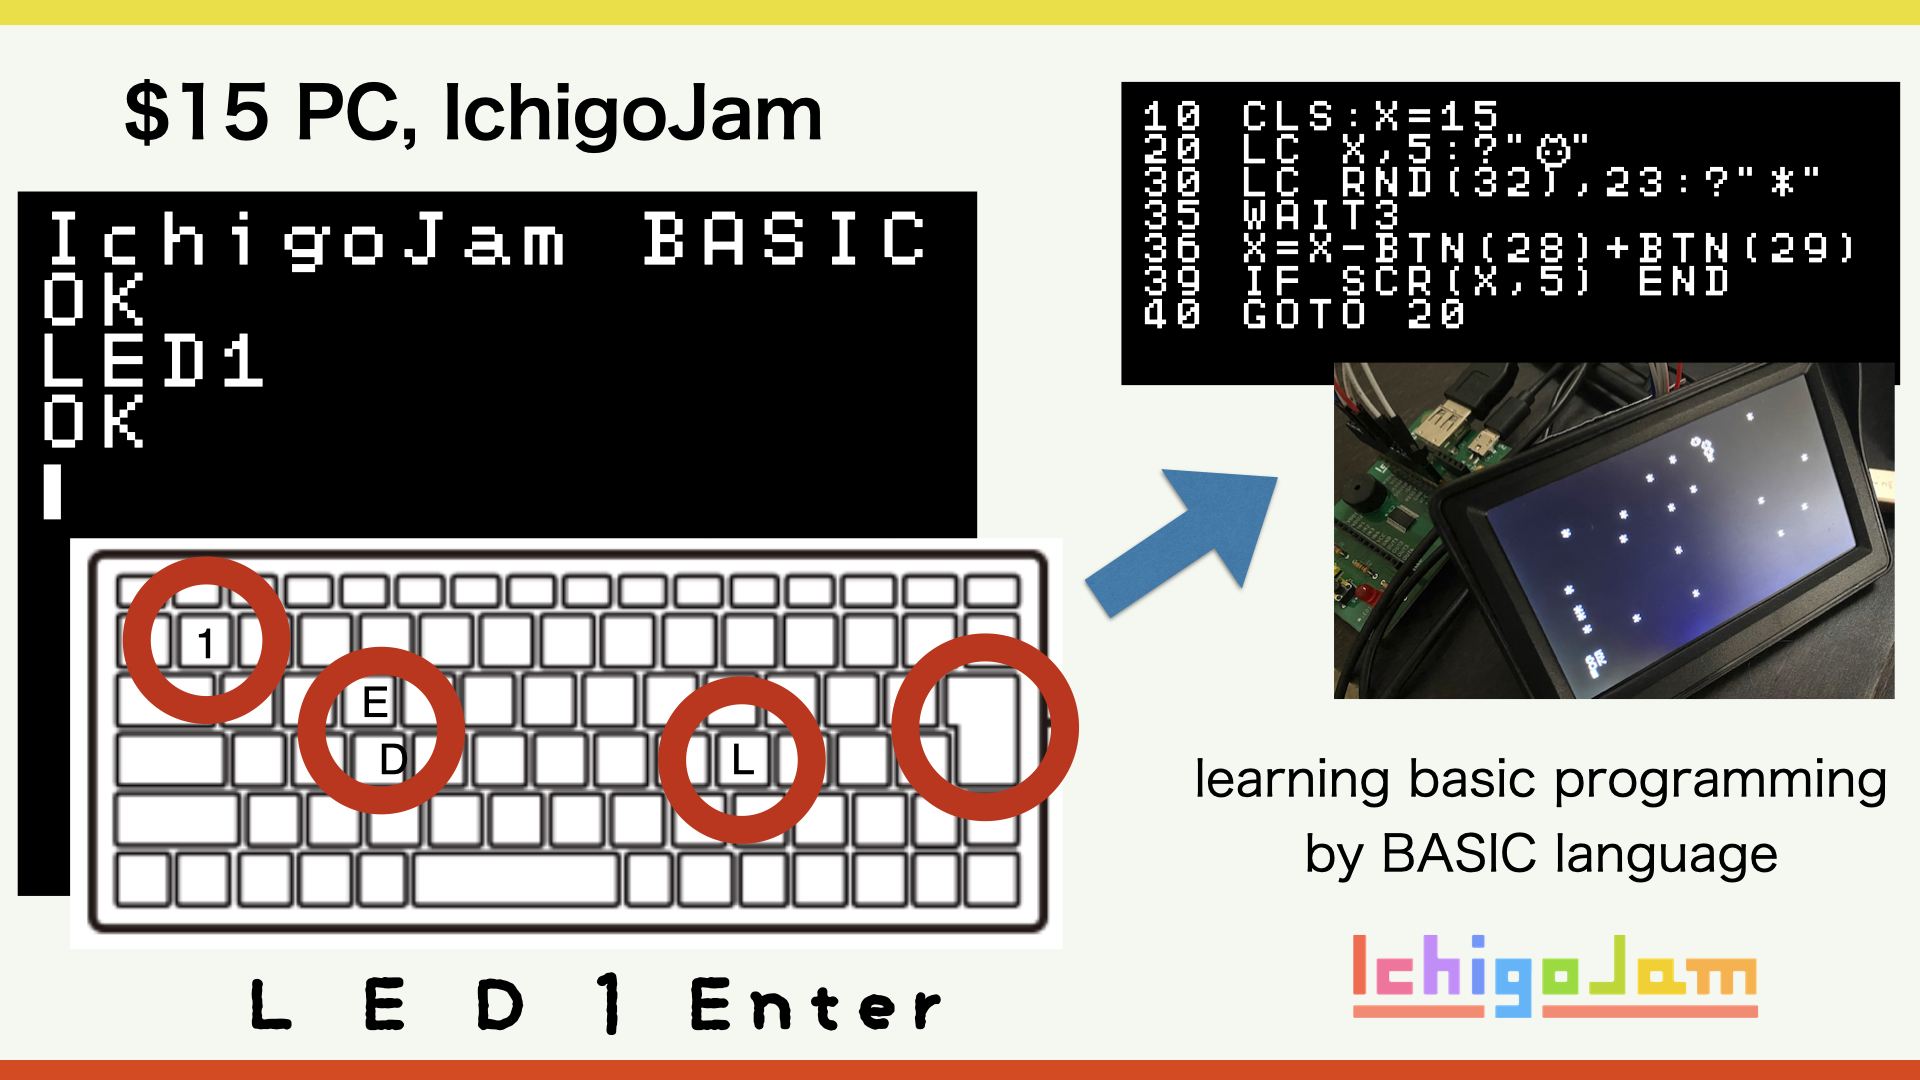 $15 PC, IchigoJam
IchigoJam BASIC
OK
LED1
OK
1
E
D
L
L E D 1 Enter
10 CLS:X=15
20 LC X,5:?"🐱"
30 LC RND(32),23:?"*"
35 WAIT3
36 X=X-BTN(28)+BTN(29)
39 IF SCR(X,5) END
40 GOTO 20
learning basic programming
by BASIC language
IchigoJam